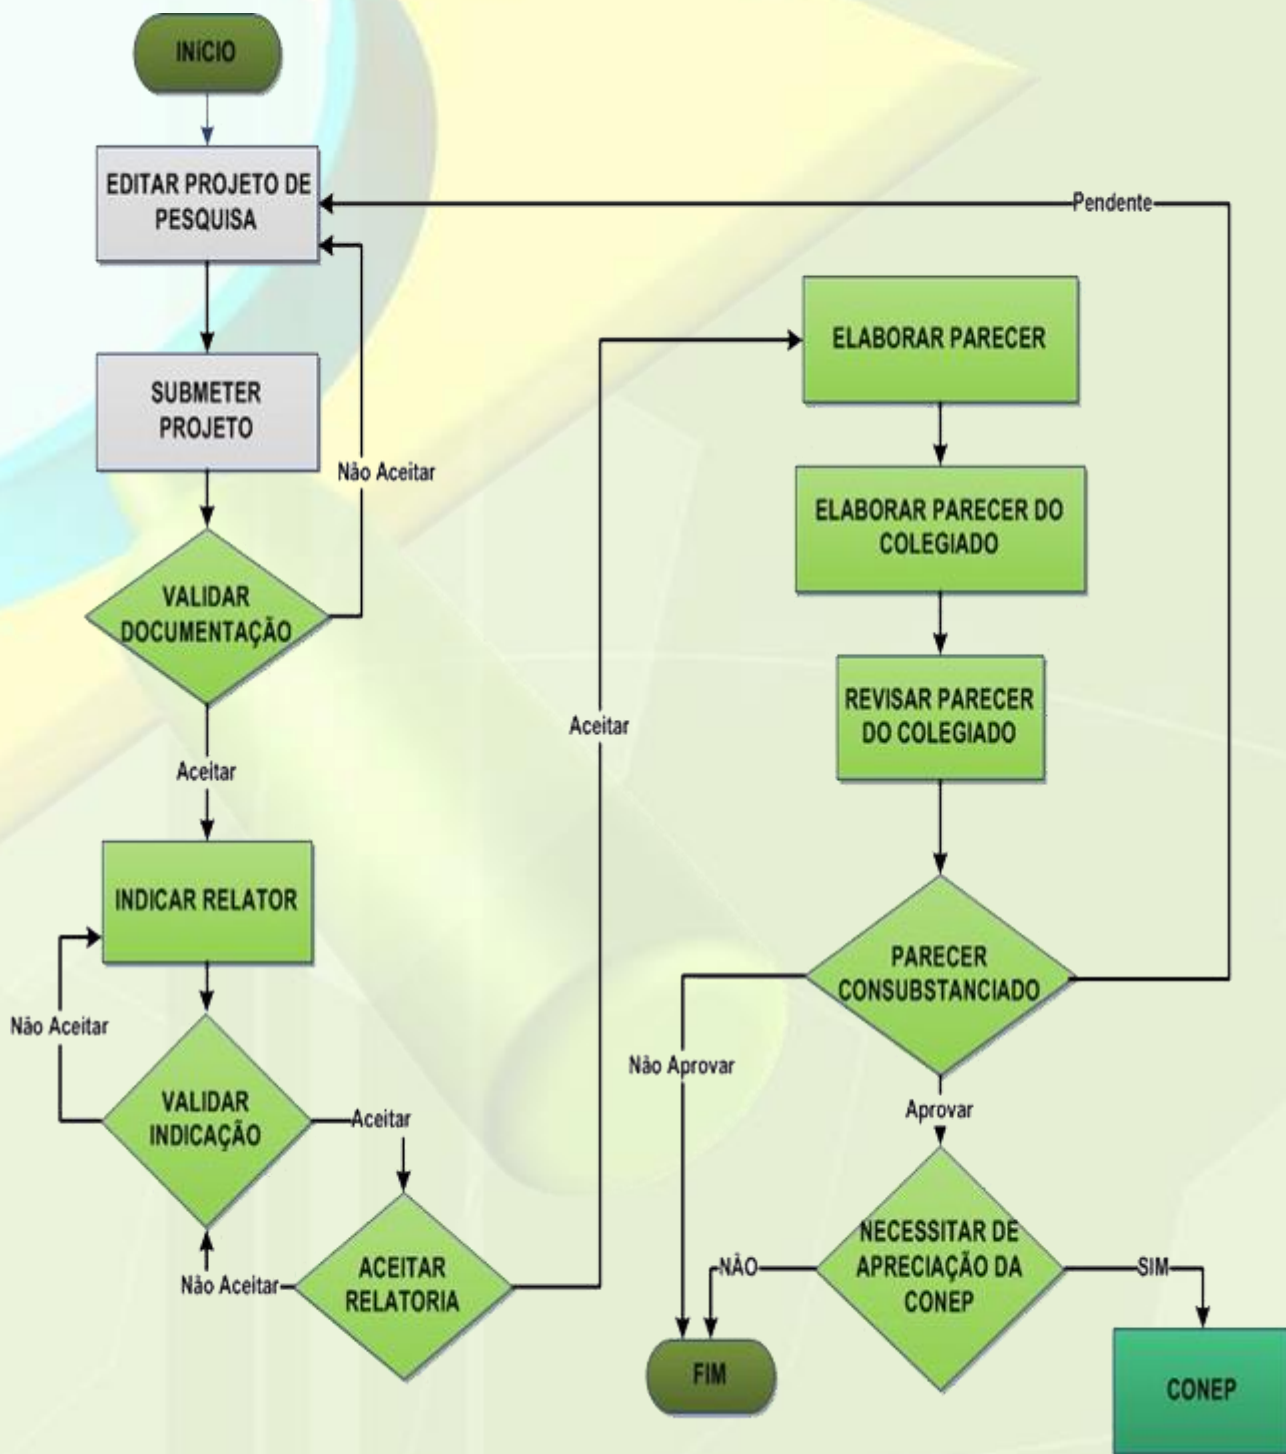 INíCIO
EDITAR PROJETO DE
PESQUISA
SUBMETER
PROJETO
Não Aceitar
VALIDAR
DOCUMENTAÇÃO
Aceitar
INDICAR RELATOR
Não Aceitar
VALIDAR
INDICAÇÃO
Aceitar
Não Aceitar
ACEITAR
RELATORIA
Aceitar
Pendente
ELABORAR PARECER
ELABORAR PARECER DO
COLEGIADO
REVISAR PARECER
DO COLEGIADO
PARECER
CONSUBSTANCIADO
Não Aprovar
Aprovar
NECESSITAR DE
APRECIAÇÃO DA
CONEP
NÃO
SIM
FIM
CONEP